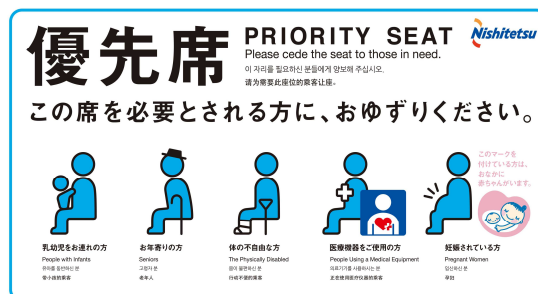 優先席
PRIORITY SEAT
Nishitetsu
Please cede the seat to those in need.
이 자리를 필요하신 분들에게 양보해 주십시오.
请为需要此座位的乘客让座。
この席を必要とされる方に、おゆずりください。
このマークを
付けている方は、
おなかに
赤ちゃんがいます。
乳幼児をお連れの方
People with Infants
유아를 동반하신 분
带小孩的乘客
お年寄りの方
Seniors
고령자 분
老年人
体の不自由な方
The Physically Disabled
몸이 불편하신 분
行动不便的乘客
医療機器をご使用の方
People Using a Medical Equipment
의료기기를 사용하시는 분
正在使用医疗仪器的乘客
妊娠されている方
Pregnant Women
임신하신 분
孕妇